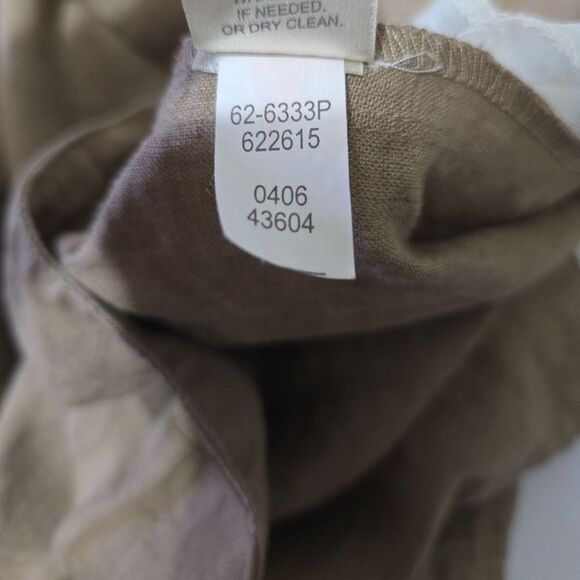 IF NEEDED.
OR DRY CLEAN.
62-6333P
622615
0406
43604